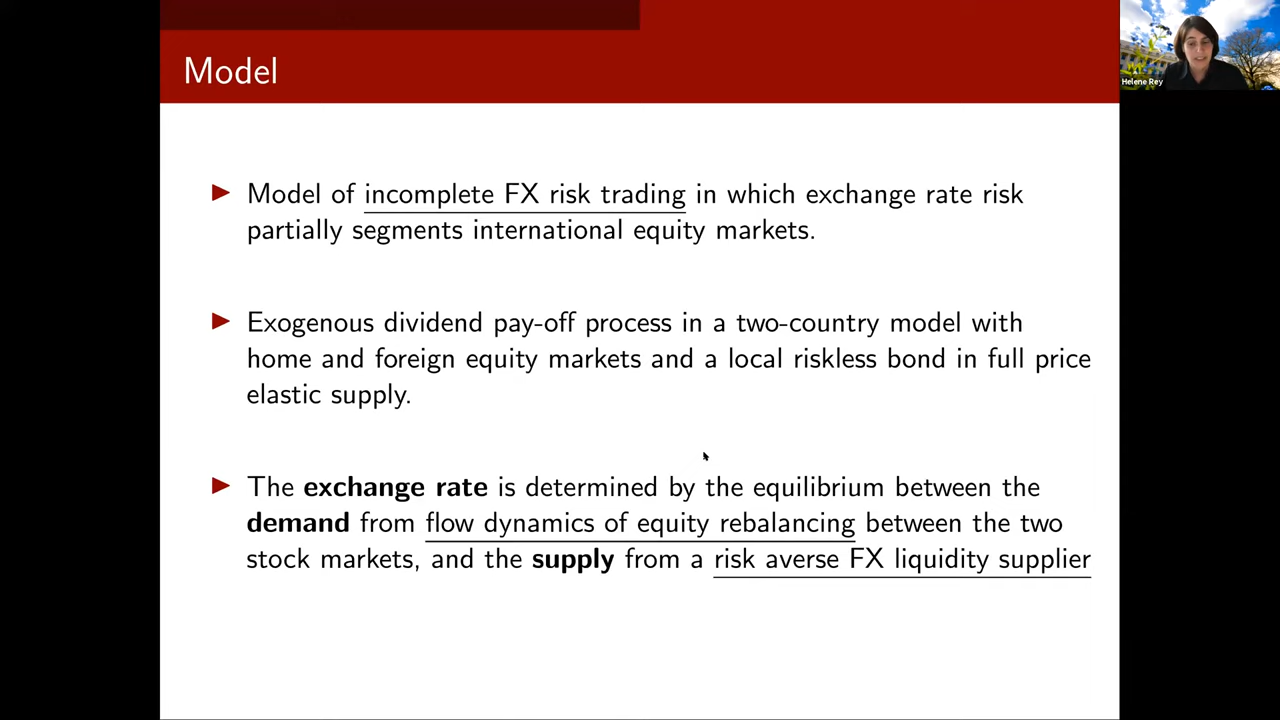 Model
Helene Rey
Model of incomplete FX risk trading in which exchange rate risk
partially segments international equity markets.
Exogenous dividend pay-off process in a two-country model with
home and foreign equity markets and a local riskless bond in full price
elastic supply.
The exchange rate is determined by the equilibrium between the
demand from flow dynamics of equity rebalancing between the two
stock markets, and the supply from a risk averse FX liquidity supplier